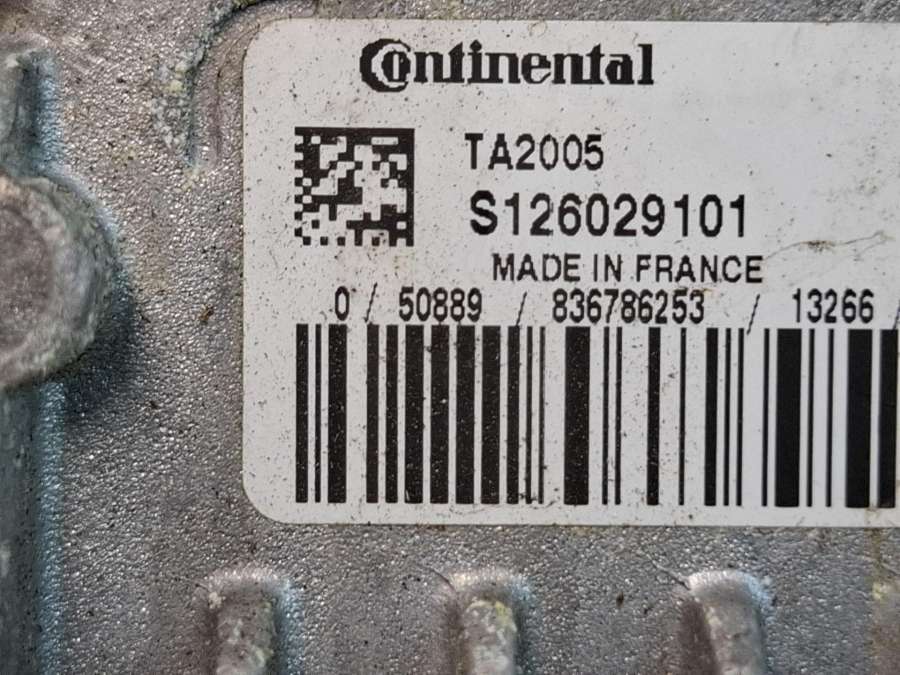 Continental
TA2005
S126029101
MADE IN FRANCE
0 / 50889 / 836786253 / 13266 /